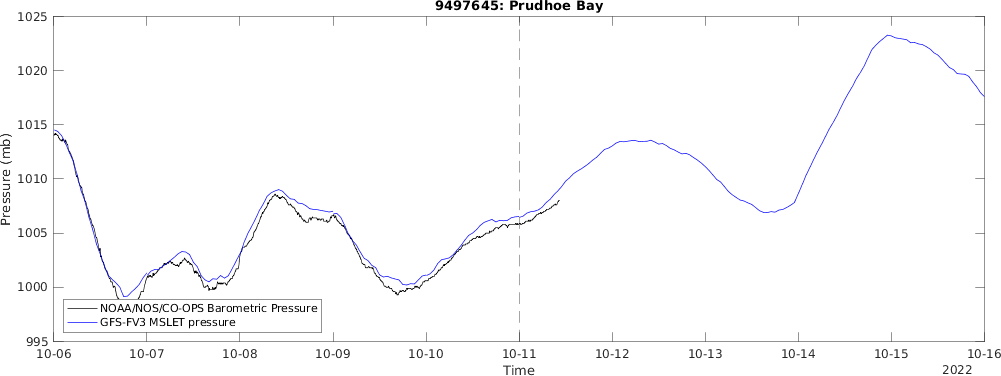 9497645: Prudhoe Bay
1025
1020
1015
1010
1005
1000
995
Pressure (mb)
NOAA/NOS/CO-OPS Barometric Pressure
GFS-FV3 MSLET pressure
10-06 10-07 10-08 10-09 10-10 10-11 10-12 10-13 10-14 10-15 10-16
Time
2022